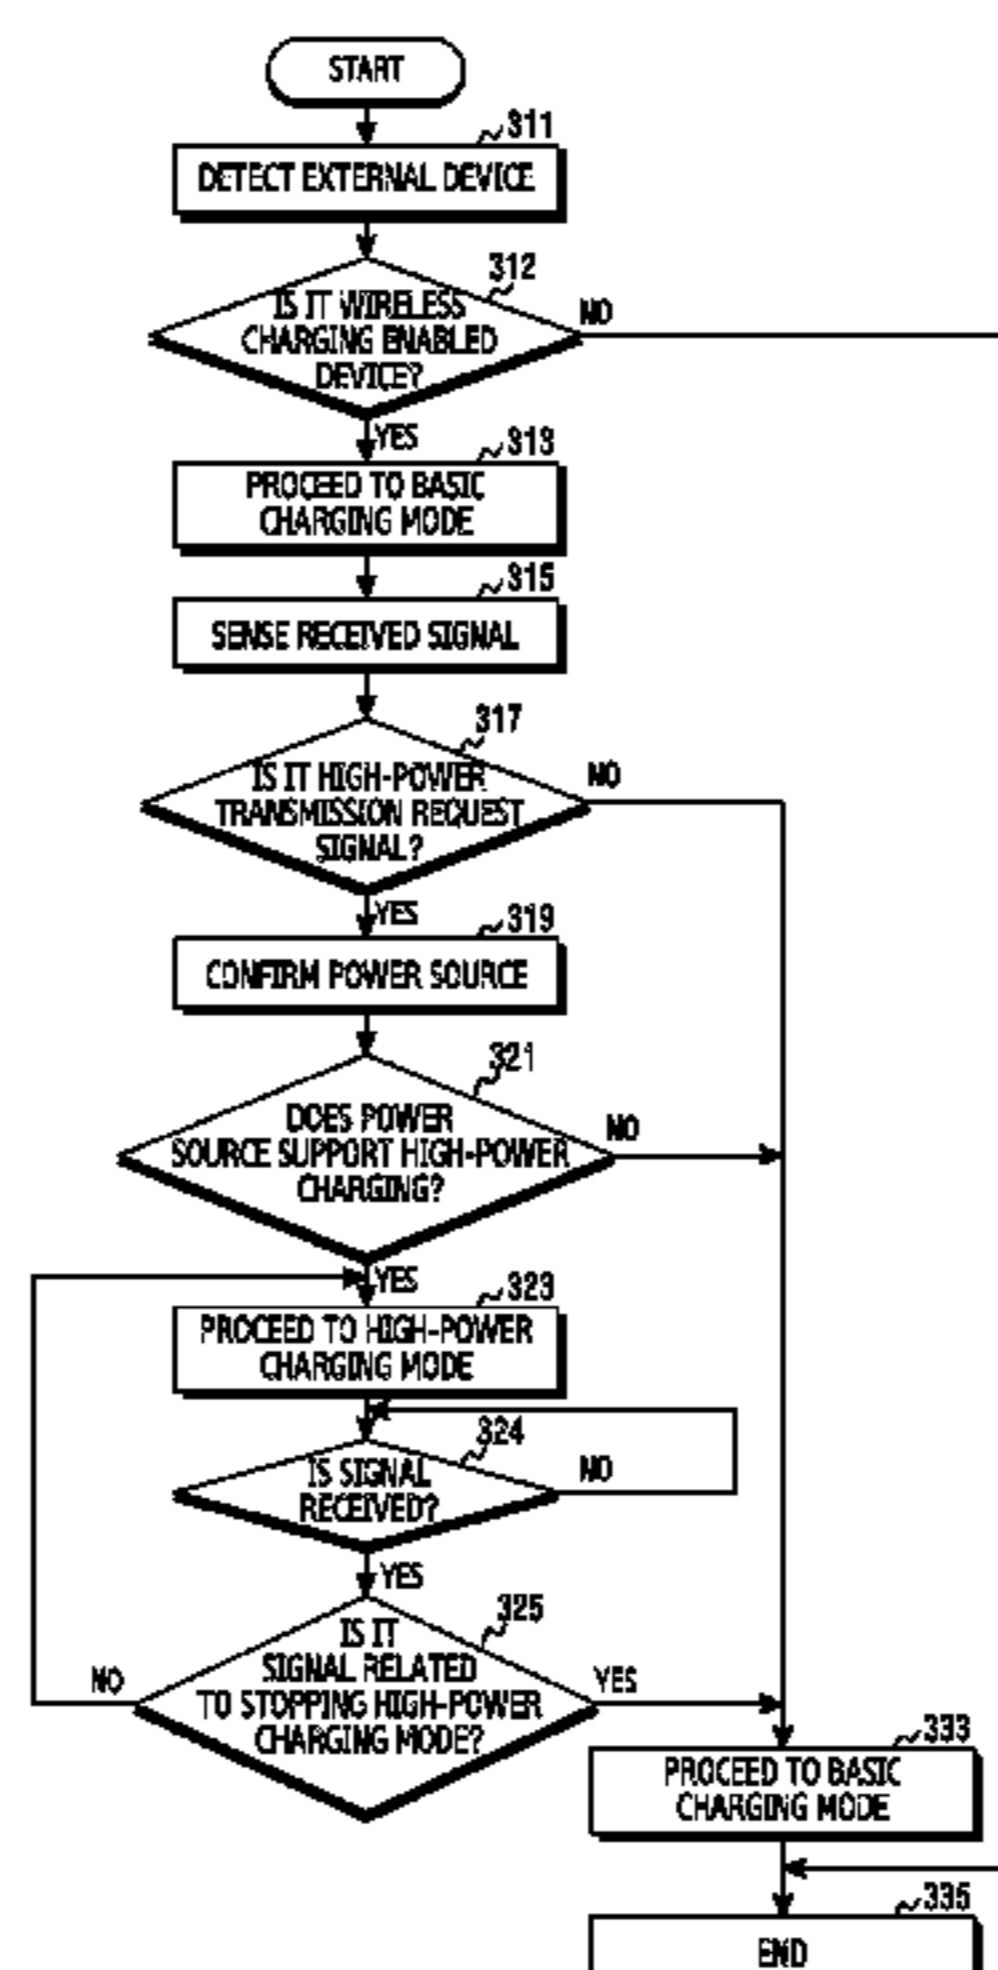 START
311
DETECT EXTERNAL DEVICE
312
IS IT WIRELESS
CHARGING ENABLED
DEVICE?
NO
YES
313
PROCEED TO BASIC
CHARGING MODE
315
SENSE RECEIVED SIGNAL
317
IS IT HIGH-POWER
TRANSMISSION REQUEST
SIGNAL?
NO
YES
319
CONFIRM POWER SOURCE
321
DOES POWER
SOURCE SUPPORT HIGH-POWER
CHARGING?
NO
YES
323
PROCEED TO HIGH-POWER
CHARGING MODE
324
IS SIGNAL
RECEIVED?
NO
YES
325
IS IT
SIGNAL RELATED
TO STOPPING HIGH-POWER
CHARGING MODE?
NO
YES
333
PROCEED TO BASIC
CHARGING MODE
335
END